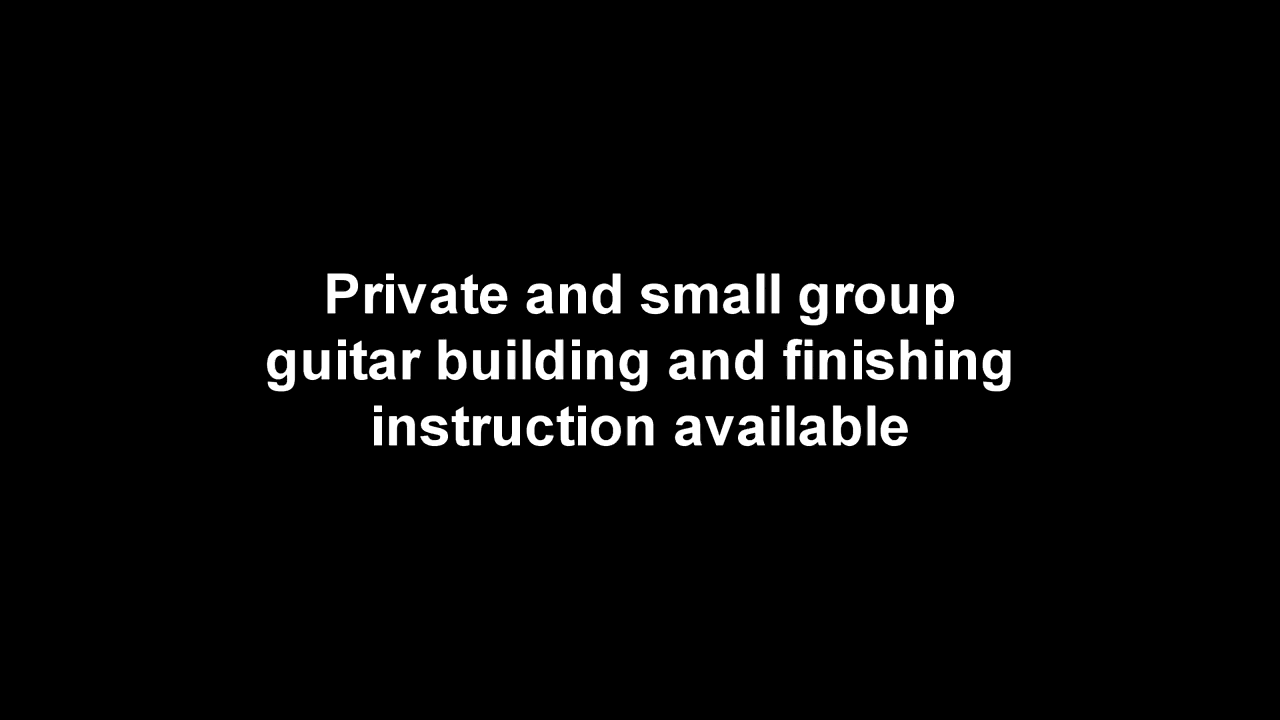 Private and small group
guitar building and finishing
instruction available